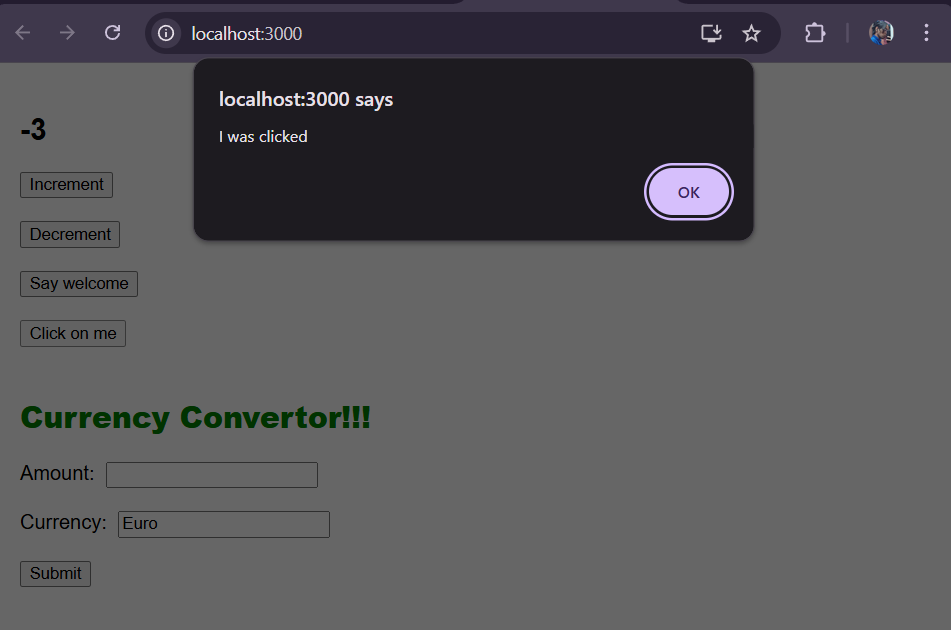 localhost:3000
localhost:3000 says
I was clicked
OK
-3
Increment
Decrement
Say welcome
Click on me
Currency Convertor!!!
Amount:
Currency: Euro
Submit